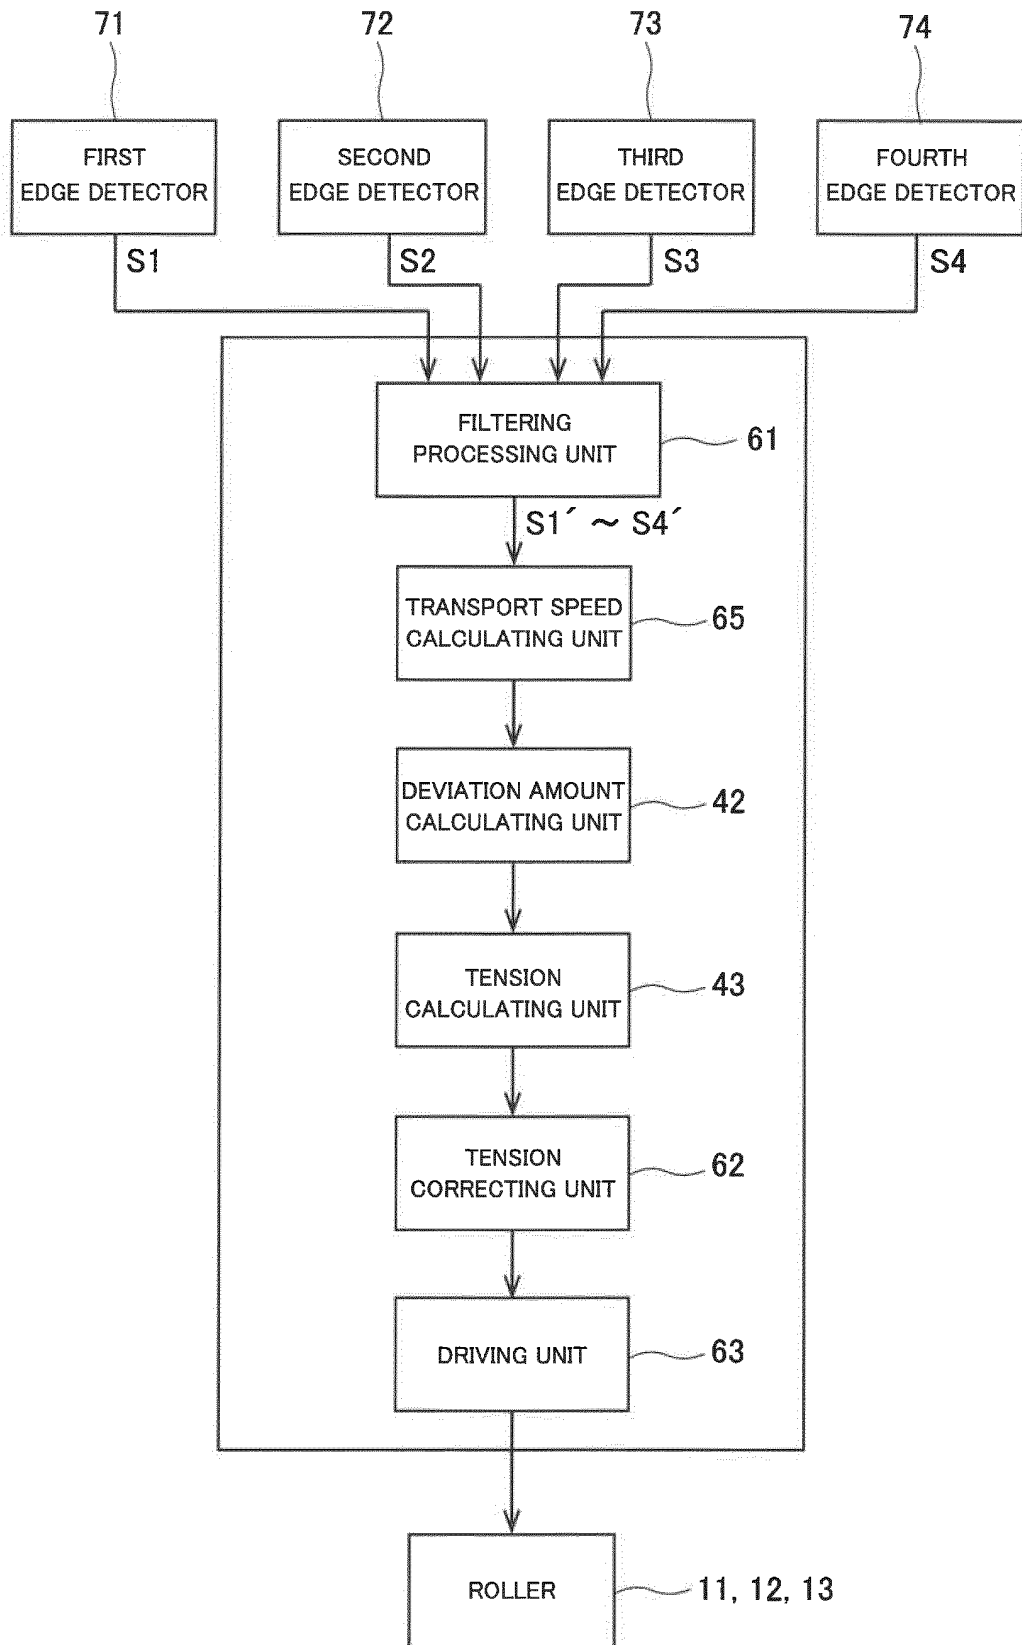 71
72
73
74
FIRST
EDGE DETECTOR
SECOND
EDGE DETECTOR
THIRD
EDGE DETECTOR
FOURTH
EDGE DETECTOR
S1
S2
S3
S4
FILTERING
PROCESSING UNIT
61
S1´ ~ S4´
TRANSPORT SPEED
CALCULATING UNIT
65
DEVIATION AMOUNT
CALCULATING UNIT
42
TENSION
CALCULATING UNIT
43
TENSION
CORRECTING UNIT
62
DRIVING UNIT
63
ROLLER
11, 12, 13